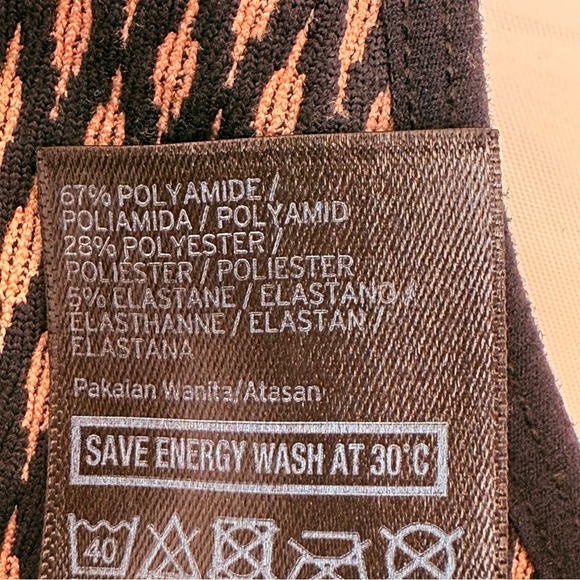 67% POLYAMIDE /
POLIAMIDA / POLYAMID
28% POLYESTER /
POLIESTER / POLIESTER
5% ELASTANE / ELASTANO /
ELASTHANNE / ELASTAN /
ELASTANA
Pakaian Wanita/Atasan
SAVE ENERGY WASH AT 30°C
40